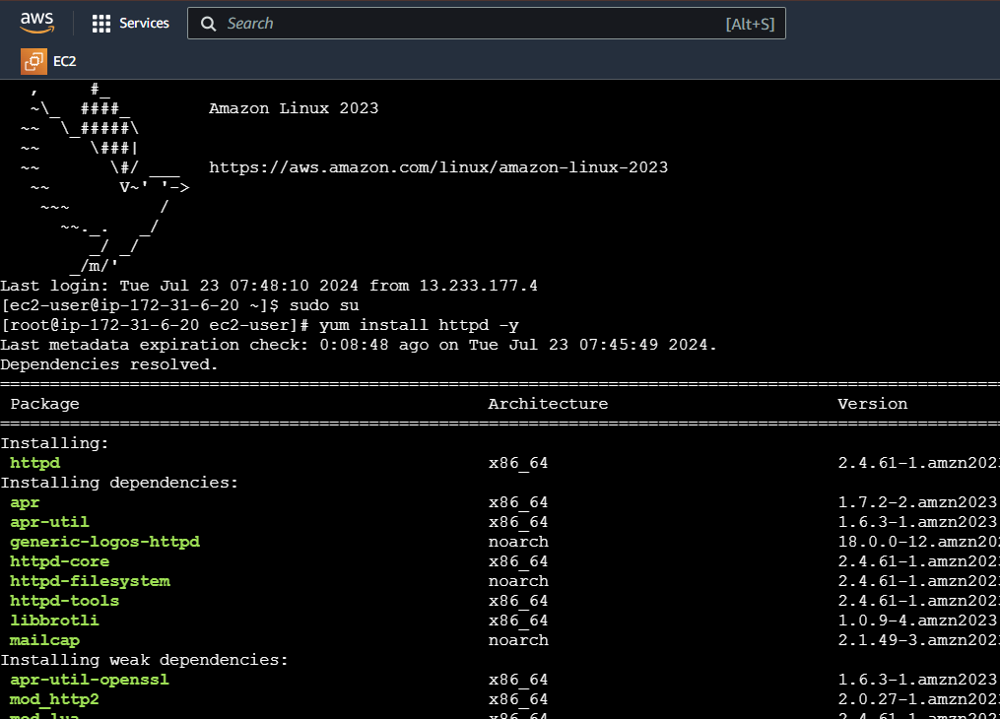 aws
Services
Search
[Alt+S]
EC2
   ,     #_
   ~\_  ####_        Amazon Linux 2023
  ~~  \_#####\
  ~~     \###|
  ~~       \#/ ___   https://aws.amazon.com/linux/amazon-linux-2023
   ~~       V~' '->
    ~~~         /
      ~~._.   _/
         _/ _/
       _/m/'
Last login: Tue Jul 23 07:48:10 2024 from 13.233.177.4
[ec2-user@ip-172-31-6-20 ~]$ sudo su
[root@ip-172-31-6-20 ec2-user]# yum install httpd -y
Last metadata expiration check: 0:08:48 ago on Tue Jul 23 07:45:49 2024.
Dependencies resolved.
Package Architecture Version
Installing:
httpd x86_64 2.4.61-1.amzn2023
Installing dependencies:
apr x86_64 1.7.2-2.amzn2023
apr-util x86_64 1.6.3-1.amzn2023
generic-logos-httpd noarch 18.0.0-12.amzn202
httpd-core x86_64 2.4.61-1.amzn2023
httpd-filesystem noarch 2.4.61-1.amzn2023
httpd-tools x86_64 2.4.61-1.amzn2023
libbrotli x86_64 1.0.9-4.amzn2023
mailcap noarch 2.1.49-3.amzn2023
Installing weak dependencies:
apr-util-openssl x86_64 1.6.3-1.amzn2023
mod_http2 x86_64 2.0.27-1.amzn2023
mod_lua x86_64 2.4.61-1.amzn2023